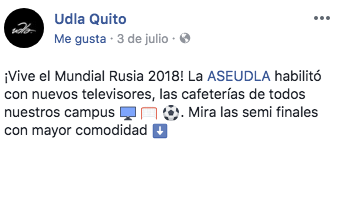 udla-
Udla Quito
Me gusta · 3 de julio ·
¡Vive el Mundial Rusia 2018! La ASEUDLA habilitó
con nuevos televisores, las cafeterías de todos
nuestros campus 🖥️ 🥅 ⚽. Mira las semi finales
con mayor comodidad ⬇️